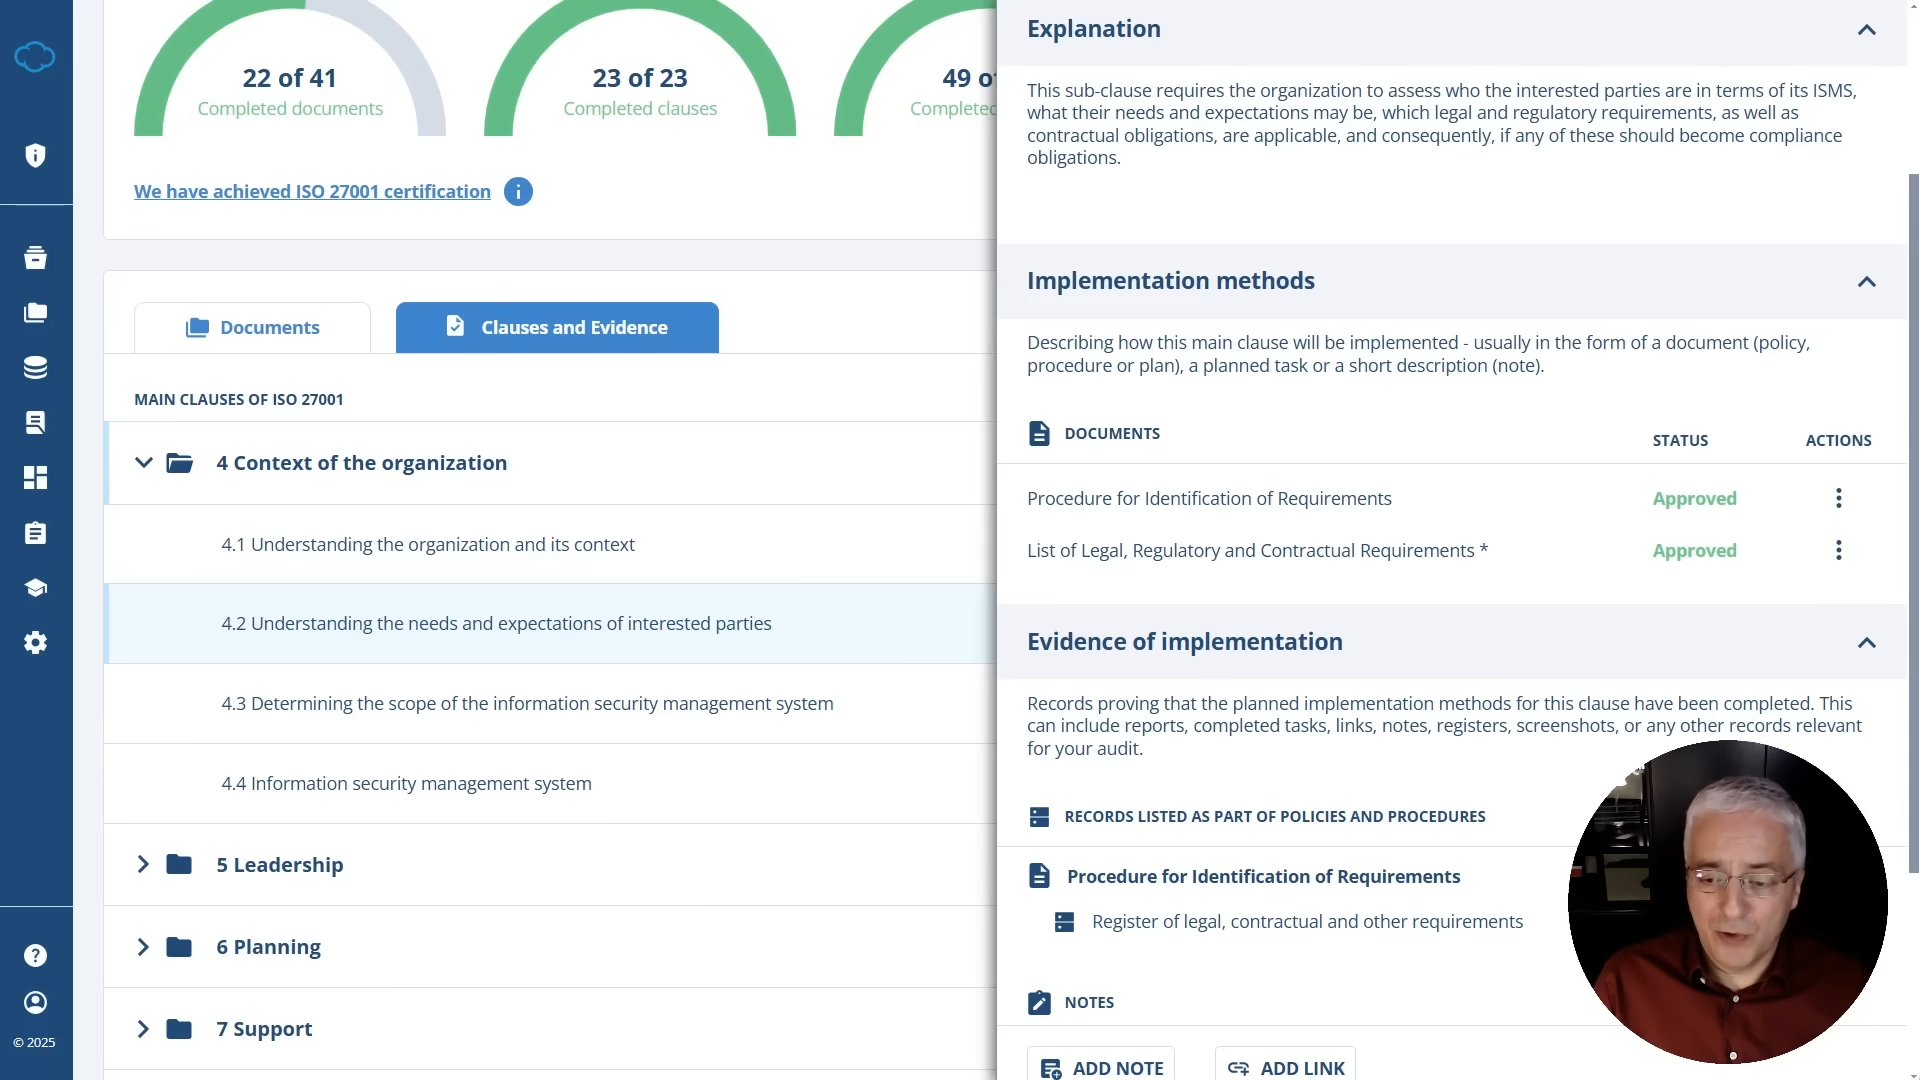 22 of 41
Completed documents
23 of 23
Completed clauses
49 o
Completed
We have achieved ISO 27001 certification
Documents
Clauses and Evidence
MAIN CLAUSES OF ISO 27001
4 Context of the organization
4.1 Understanding the organization and its context
4.2 Understanding the needs and expectations of interested parties
4.3 Determining the scope of the information security management system
4.4 Information security management system
5 Leadership
6 Planning
7 Support
© 2025
Explanation
This sub-clause requires the organization to assess who the interested parties are in terms of its ISMS,
what their needs and expectations may be, which legal and regulatory requirements, as well as
contractual obligations, are applicable, and consequently, if any of these should become compliance
obligations.
Implementation methods
Describing how this main clause will be implemented - usually in the form of a document (policy,
procedure or plan), a planned task or a short description (note).
DOCUMENTS
STATUS
ACTIONS
Procedure for Identification of Requirements
Approved
List of Legal, Regulatory and Contractual Requirements *
Approved
Evidence of implementation
Records proving that the planned implementation methods for this clause have been completed. This
can include reports, completed tasks, links, notes, registers, screenshots, or any other records relevant
for your audit.
RECORDS LISTED AS PART OF POLICIES AND PROCEDURES
Procedure for Identification of Requirements
Register of legal, contractual and other requirements
NOTES
ADD NOTE
ADD LINK